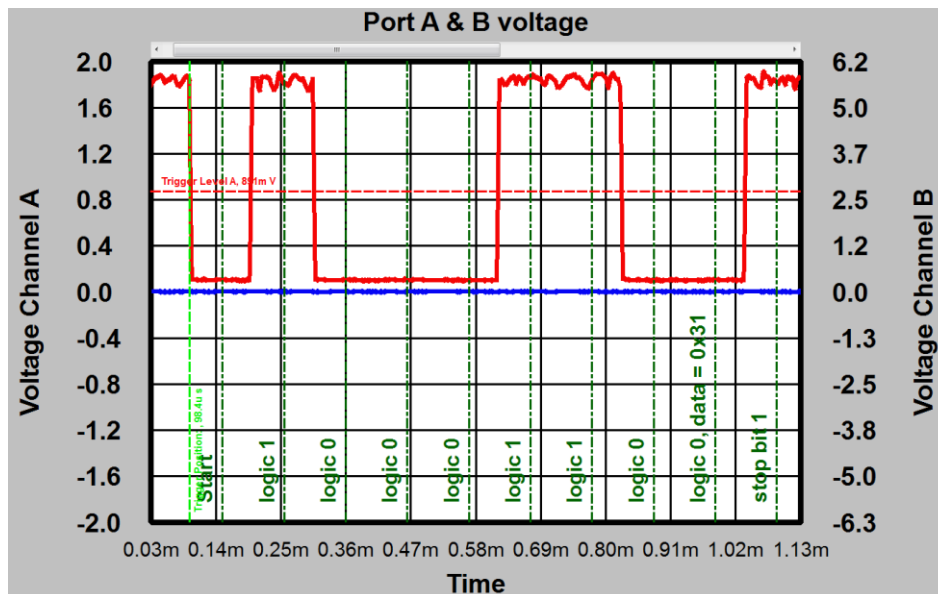 Port A & B voltage
2.0
1.6
1.2
0.8
0.4
0.0
-0.4
-0.8
-1.2
-1.6
-2.0
Voltage Channel A
6.2
5.0
3.7
2.5
1.2
0.0
-1.3
-2.5
-3.8
-5.0
-6.3
Voltage Channel B
Trigger Level A, 891m V
Trigger Position, 98.4u s
Start
logic 1
logic 0
logic 0
logic 0
logic 1
logic 1
logic 0
logic 0, data = 0x31
stop bit 1
0.03m 0.14m 0.25m 0.36m 0.47m 0.58m 0.69m 0.80m 0.91m 1.02m 1.13m
Time